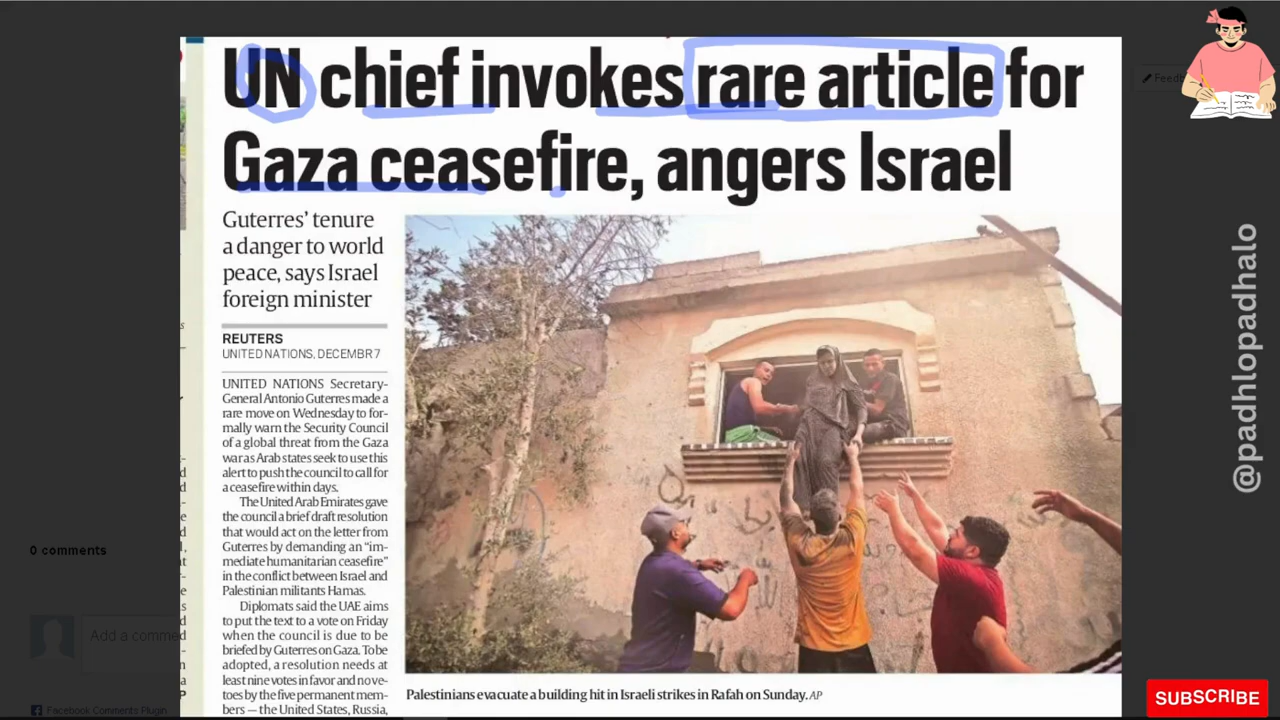 UN chief invokes rare article for
Gaza ceasefire, angers Israel
Guterres' tenure
a danger to world
peace, says Israel
foreign minister
REUTERS
UNITED NATIONS, DECEMBR 7
UNITED NATIONS Secretary-
General Antonio Guterres made a
rare move on Wednesday to for-
mally warn the Security Council
of a global threat from the Gaza
war as Arab states seek to use this
alert to push the council to call for
a ceasefire within days.
The United Arab Emirates gave
the council a brief draft resolution
that would act on the letter from
Guterres by demanding an "im-
mediate humanitarian ceasefire"
in the conflict between Israel and
Palestinian militants Hamas.
Diplomats said the UAE aims
to put the text to a vote on Friday
when the council is due to be
briefed by Guterres on Gaza. To be
adopted, a resolution needs at
least nine votes in favor and no ve-
toes by the five permanent mem-
bers — the United States, Russia,
Palestinians evacuate a building hit in Israeli strikes in Rafah on Sunday. AP
0 comments
Add a comme
Facebook Comments Plugin
Feedb
@padhlopadhalo
SUBSCRIBE